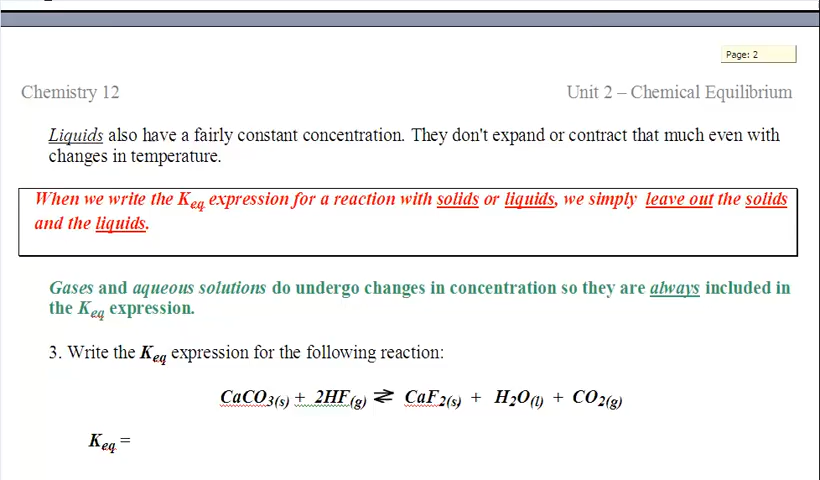 Page: 2
Chemistry 12 Unit 2 – Chemical Equilibrium
Liquids also have a fairly constant concentration. They don't expand or contract that much even with
changes in temperature.
When we write the Keq expression for a reaction with solids or liquids, we simply leave out the solids
and the liquids.
Gases and aqueous solutions do undergo changes in concentration so they are always included in
the Keq expression.
3. Write the Keq expression for the following reaction:
CaCO3(s) + 2HF(g) ⇄ CaF2(s) + H2O(l) + CO2(g)
Keq =